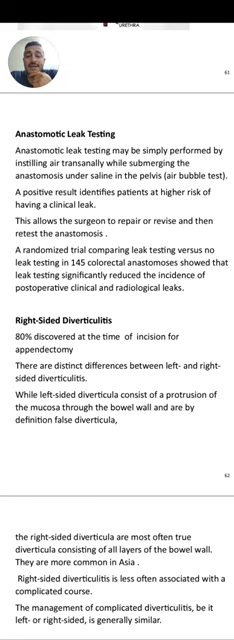 URETHRA
61
Anastomotic Leak Testing
Anastomotic leak testing may be simply performed by
instilling air transanally while submerging the
anastomosis under saline in the pelvis (air bubble test).
A positive result identifies patients at higher risk of
having a clinical leak.
This allows the surgeon to repair or revise and then
retest the anastomosis .
A randomized trial comparing leak testing versus no
leak testing in 145 colorectal anastomoses showed that
leak testing significantly reduced the incidence of
postoperative clinical and radiological leaks.
Right-Sided Diverticulitis
80% discovered at the time of incision for
appendectomy
There are distinct differences between left- and right-
sided diverticulitis.
While left-sided diverticula consist of a protrusion of
the mucosa through the bowel wall and are by
definition false diverticula,
62
the right-sided diverticula are most often true
diverticula consisting of all layers of the bowel wall.
They are more common in Asia .
Right-sided diverticulitis is less often associated with a
complicated course.
The management of complicated diverticulitis, be it
left- or right-sided, is generally similar.